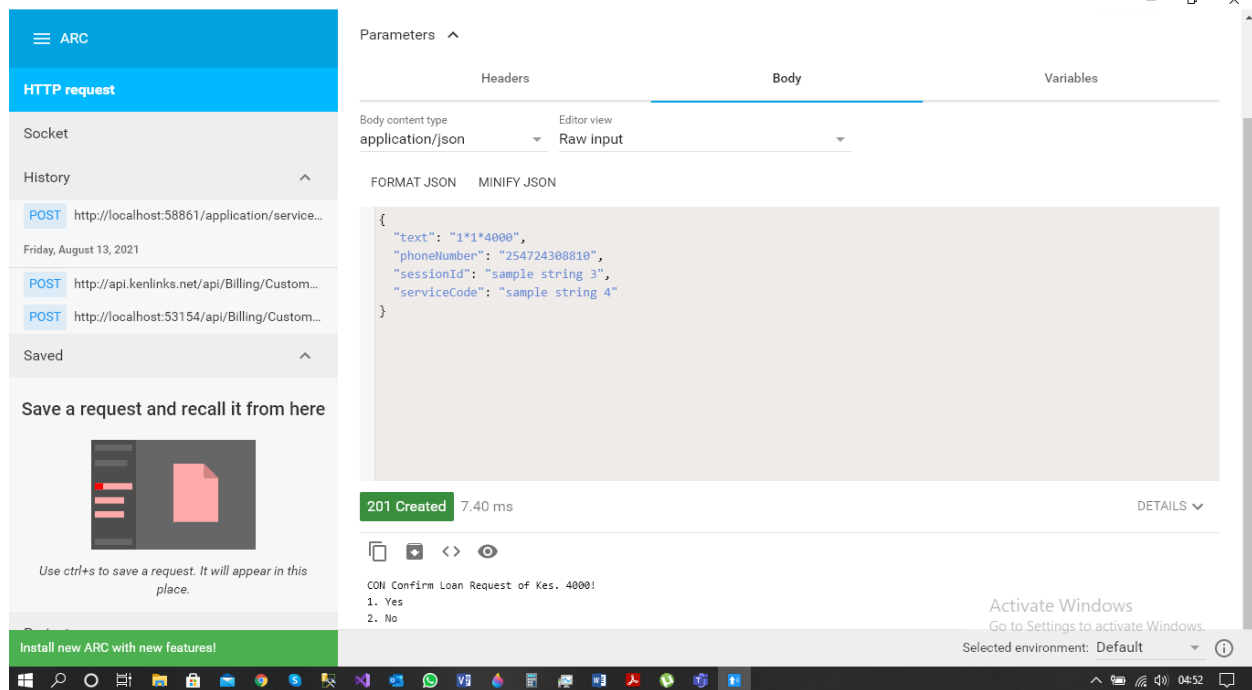 ARC
HTTP request
Socket
History
POST http://localhost:58861/application/service...
Friday, August 13, 2021
POST http://api.kenlinks.net/api/Billing/Custom...
POST http://localhost:53154/api/Billing/Custom...
Saved
Save a request and recall it from here
Use ctrl+s to save a request. It will appear in this
place.
Install new ARC with new features!
Parameters
Headers Body Variables
Body content type Editor view
application/json Raw input
FORMAT JSON MINIFY JSON
{
"text": "1*1*4000",
"phoneNumber": "254724308810",
"sessionId": "sample string 3",
"serviceCode": "sample string 4"
}
201 Created 7.40 ms DETAILS
CON Confirm Loan Request of Kes. 4000!
1. Yes
2. No
Activate Windows
Go to Settings to activate Windows.
Selected environment: Default
04:52